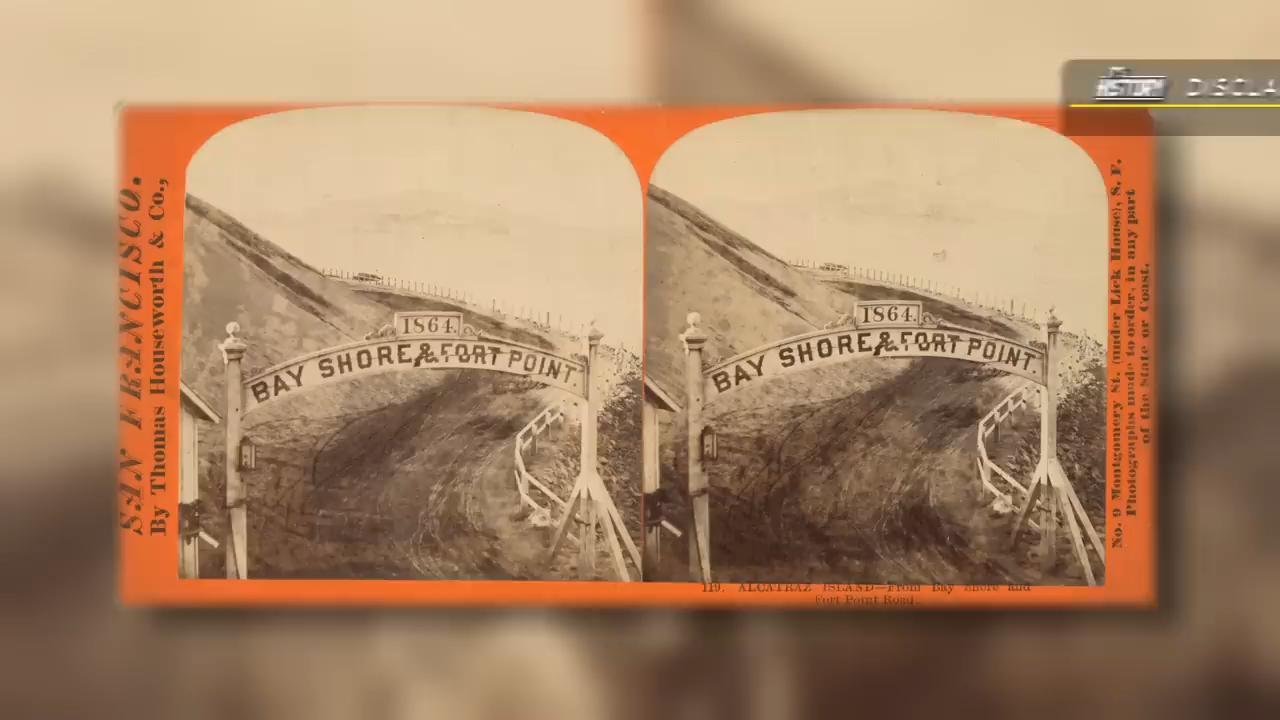 HISTORY DISCLA
SAN FRANCISCO.
By Thomas Houseworth & Co.,
1864.
BAY SHORE & FORT POINT.
1864.
BAY SHORE & FORT POINT.
No. 9 Montgomery St. (under Lick House), S. F.
Photographs made to order, in any part
of the State or Coast.
119. ALCATRAZ ISLAND—From Bay Shore and
Fort Point Road.